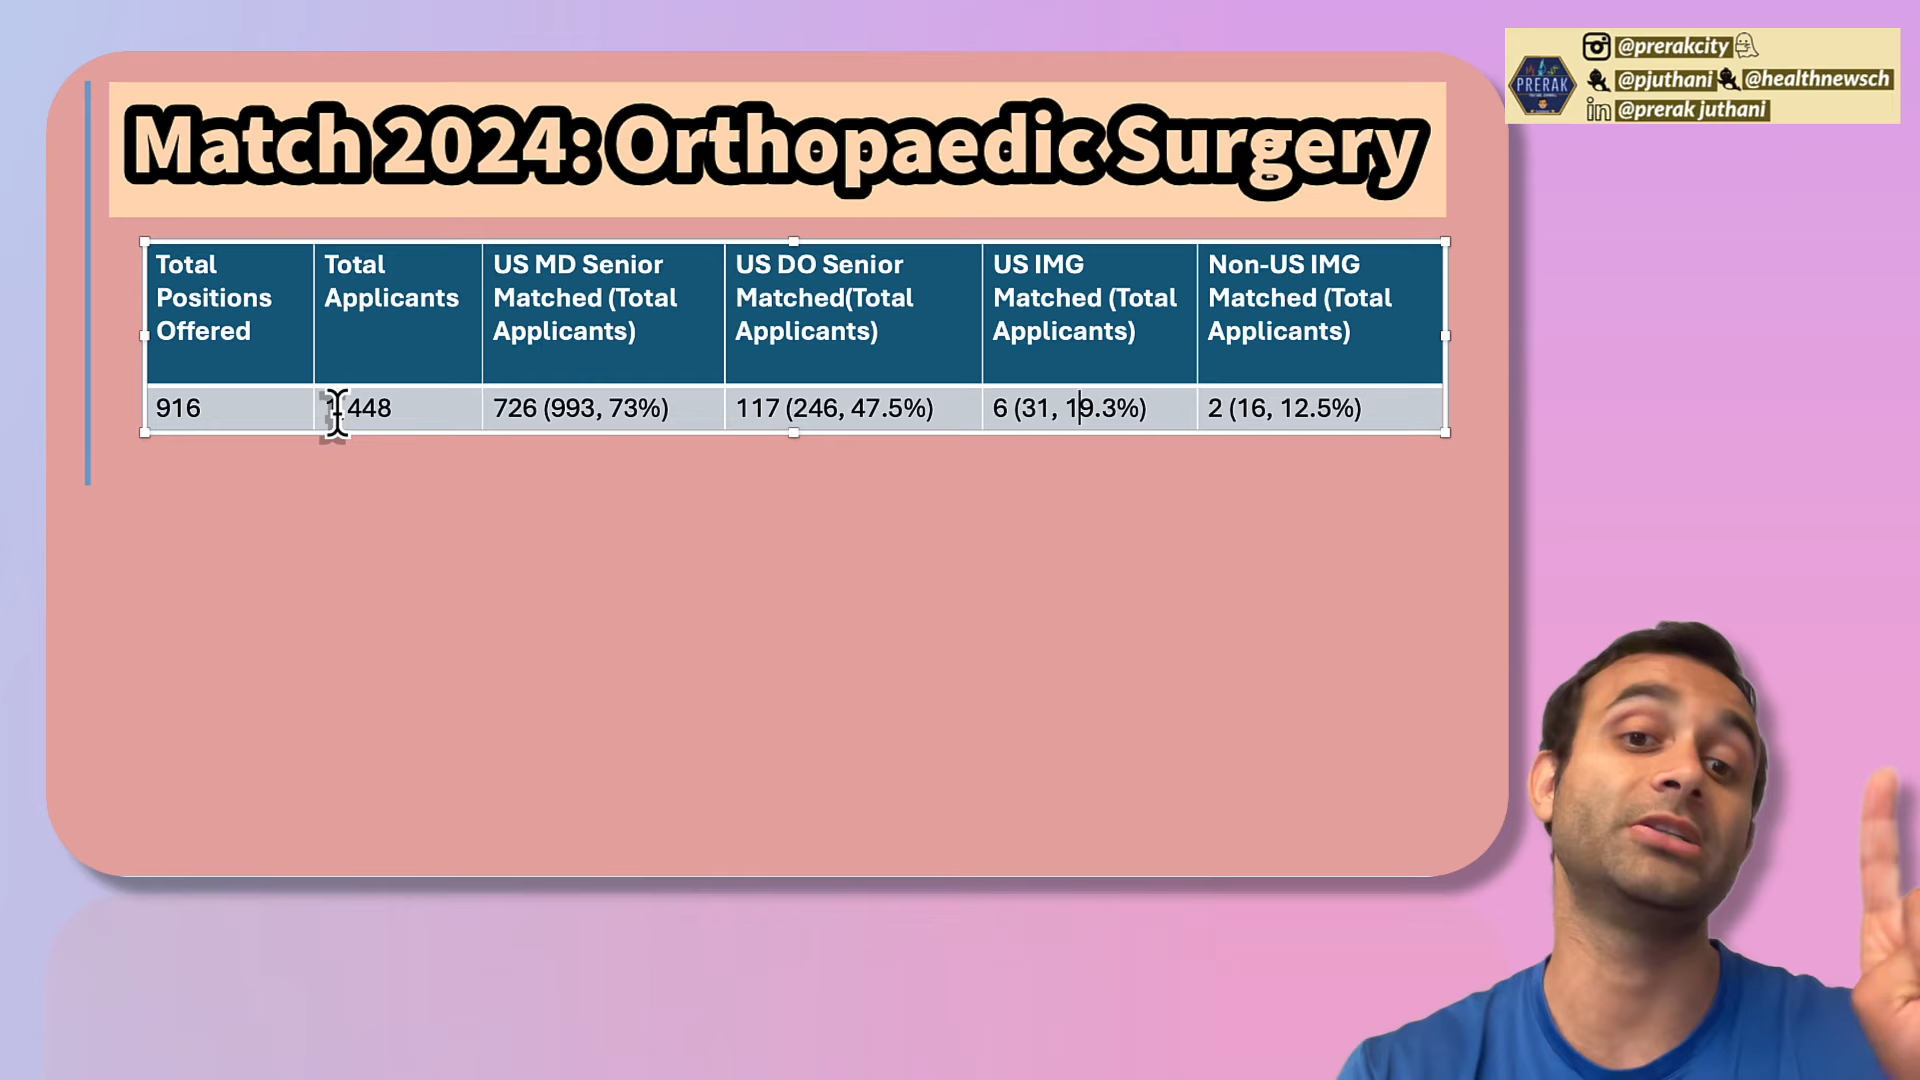 @prerakcity
@pjuthani @healthnewsch
@prerak juthani
PRERAK
Match 2024: Orthopaedic Surgery
Total Positions Offered
Total Applicants
US MD Senior Matched (Total Applicants)
US DO Senior Matched(Total Applicants)
US IMG Matched (Total Applicants)
Non-US IMG Matched (Total Applicants)
916
448
726 (993, 73%)
117 (246, 47.5%)
6 (31, 19.3%)
2 (16, 12.5%)